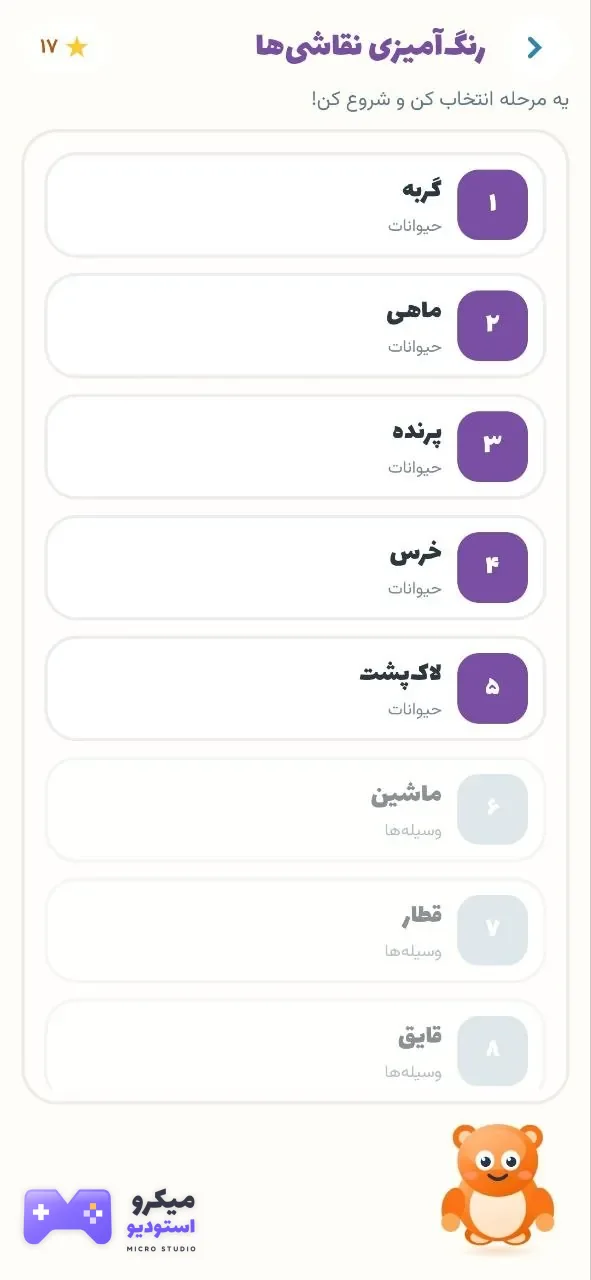 رنگ‌آمیزی نقاشی‌ها
۱۷
یه مرحله انتخاب کن و شروع کن!
۱
گربه
حیوانات
۲
ماهی
حیوانات
۳
پرنده
حیوانات
۴
خرس
حیوانات
۵
لاک‌پشت
حیوانات
۶
ماشین
وسیله‌ها
۷
قطار
وسیله‌ها
۸
قایق
وسیله‌ها
میکرو
استودیو
MICRO STUDIO